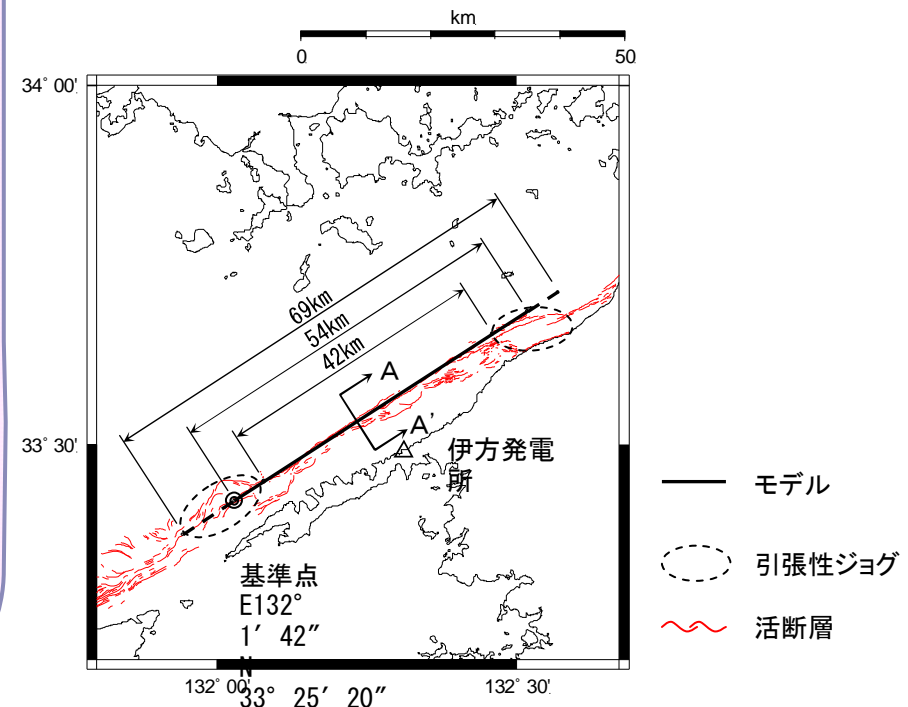 km
0
50
34° 00'
69km
54km
42km
A
A'
33° 30'
伊方発電
所
モデル
引張性ジョグ
活断層
基準点
E132°
1′ 42″
N
33° 25′ 20″
132° 00'
132° 30'